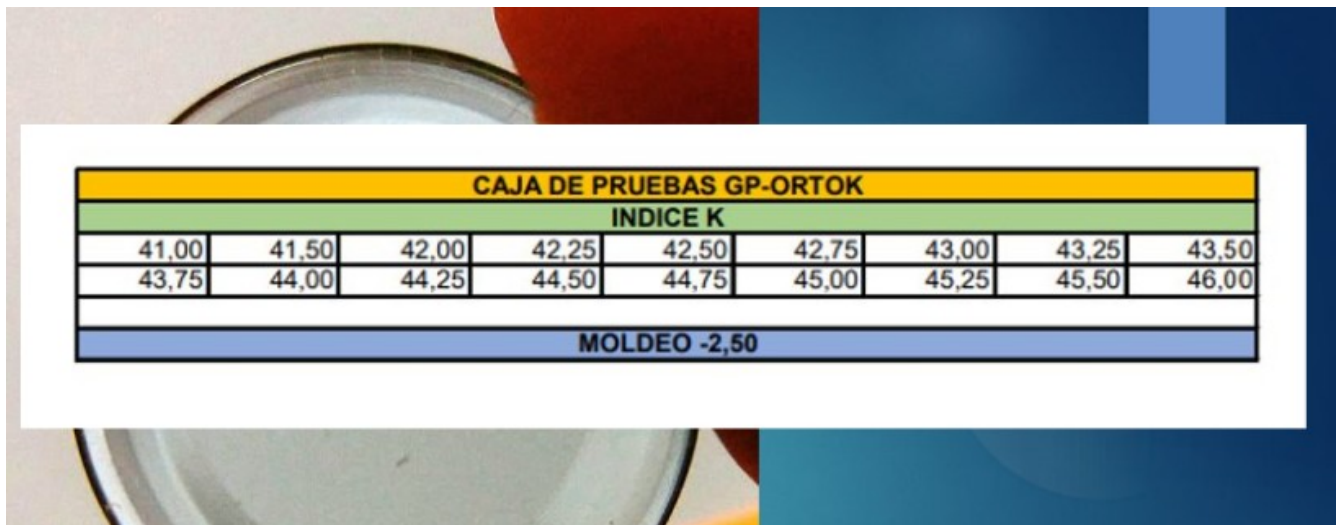 CAJA DE PRUEBAS GP-ORTOK
INDICE K
41,00 41,50 42,00 42,25 42,50 42,75 43,00 43,25 43,50
43,75 44,00 44,25 44,50 44,75 45,00 45,25 45,50 46,00
MOLDEO -2,50